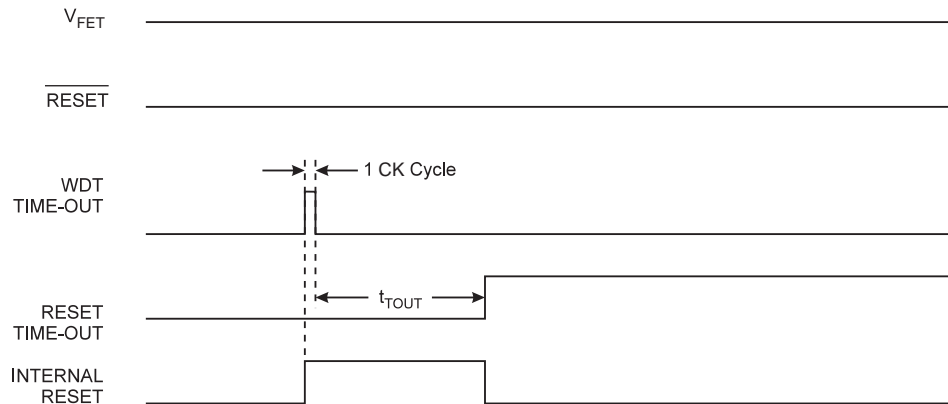 VFET
RESET
1 CK Cycle
WDT
TIME-OUT
tTOUT
RESET
TIME-OUT
INTERNAL
RESET